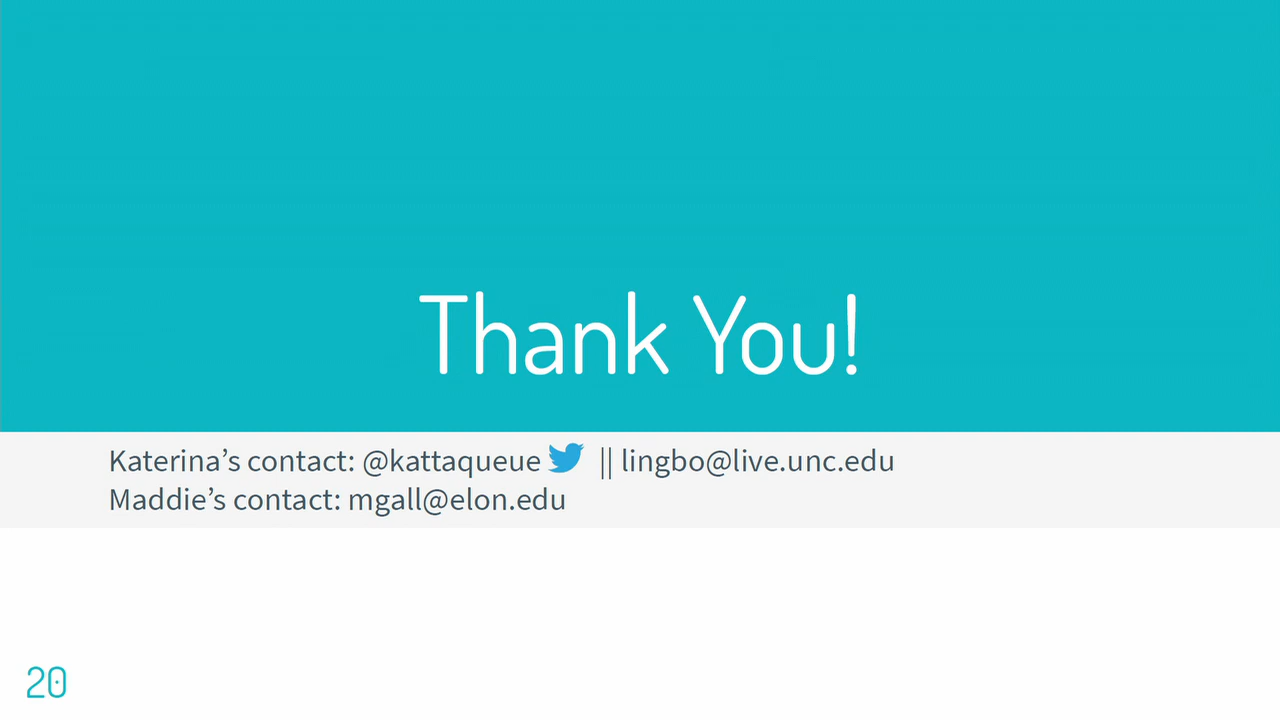 Thank You!
Katerina’s contact: @kattaqueue || lingbo@live.unc.edu
Maddie’s contact: mgall@elon.edu
20